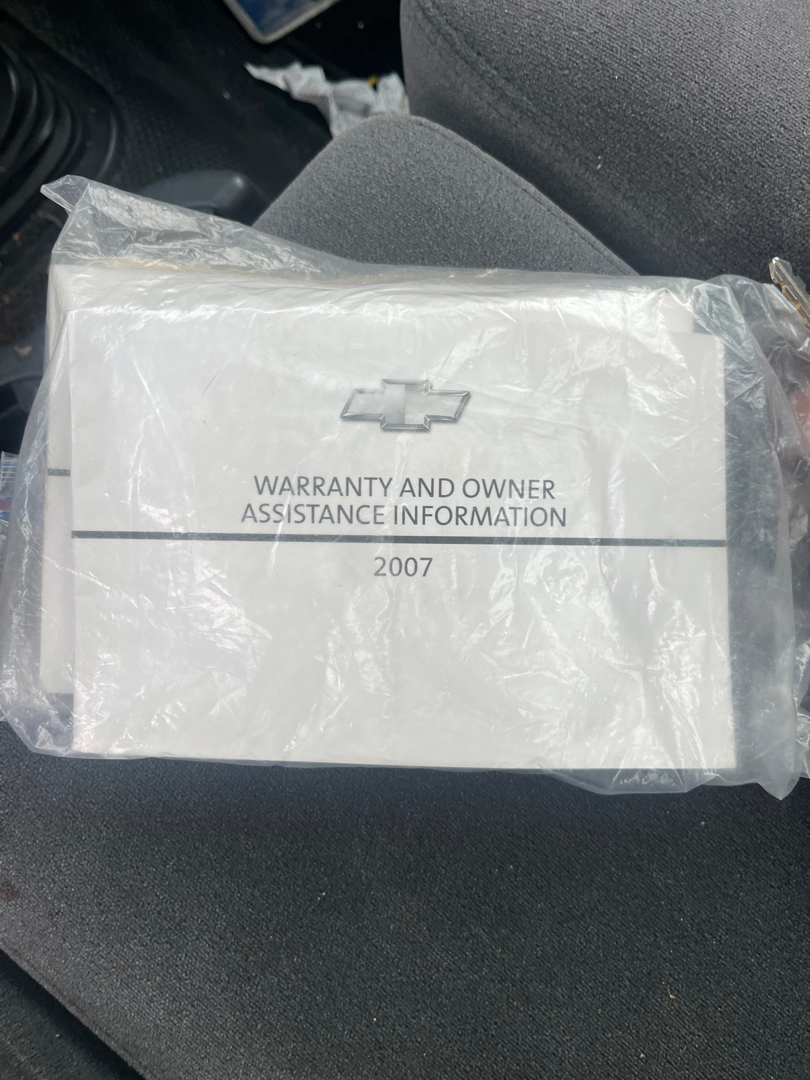 WARRANTY AND OWNER
ASSISTANCE INFORMATION
2007